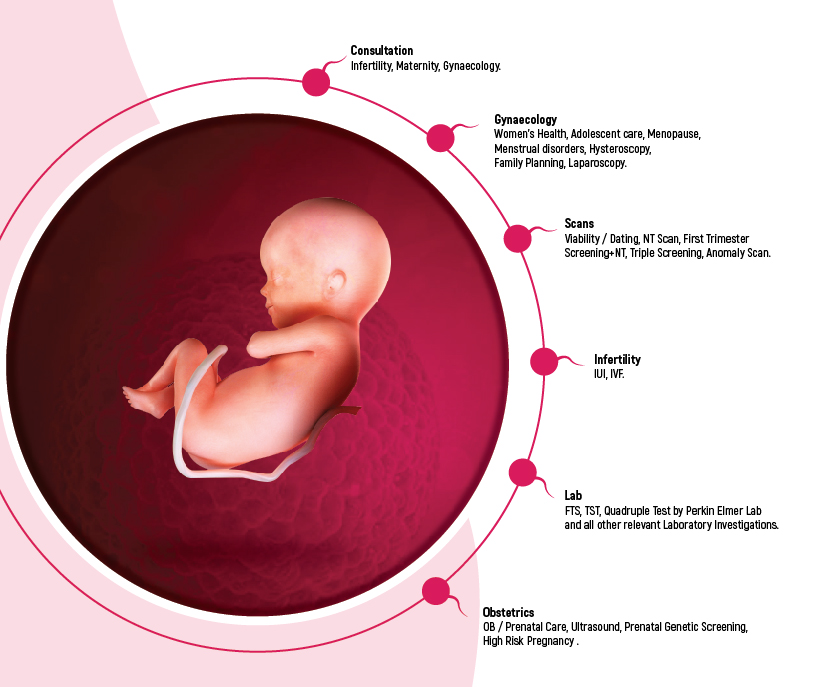 Consultation
Infertility, Maternity, Gynaecology.
Gynaecology
Women's Health, Adolescent care, Menopause,
Menstrual disorders, Hysteroscopy,
Family Planning, Laparoscopy.
Scans
Viability / Dating, NT Scan, First Trimester
Screening+NT, Triple Screening, Anomaly Scan.
Infertility
IUI, IVF.
Lab
FTS, TST, Quadruple Test by Perkin Elmer Lab
and all other relevant Laboratory Investigations.
Obstetrics
OB / Prenatal Care, Ultrasound, Prenatal Genetic Screening,
High Risk Pregnancy .